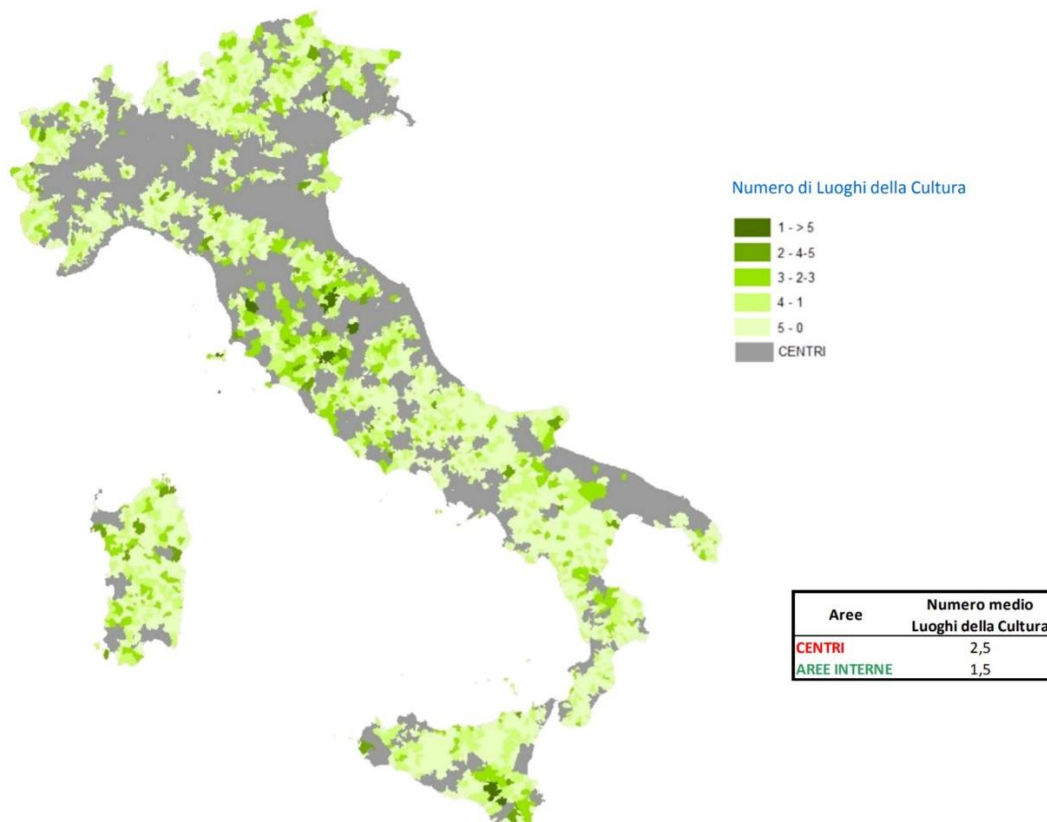 Numero di Luoghi della Cultura
1 - > 5
2 - 4-5
3 - 2-3
4 - 1
5 - 0
CENTRI
Aree Numero medio Luoghi della Cultura
CENTRI 2,5
AREE INTERNE 1,5